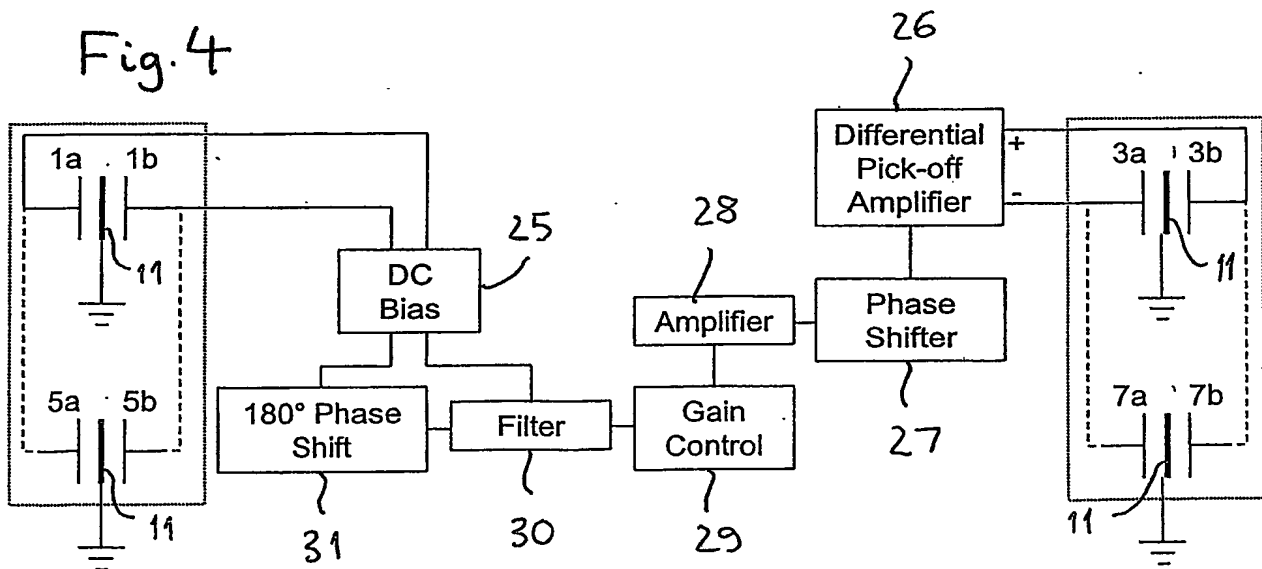 Fig. 4
26
1a 1b
11
25
DC
Bias
5a 5b
11
180° Phase
Shift
31
Filter
30
28
Amplifier
Gain
Control
29
Differential
Pick-off
Amplifier
+
-
Phase
Shifter
27
3a 3b
11
7a 7b
11